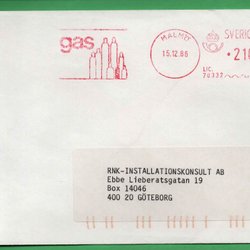 gas
MALMÖ
15.12.86
SVERIG
210
LIC.
70332
RNK-INSTALLATIONSKONSULT AB
Ebbe Lieberatsgatan 19
Box 14046
400 20 GÖTEBORG